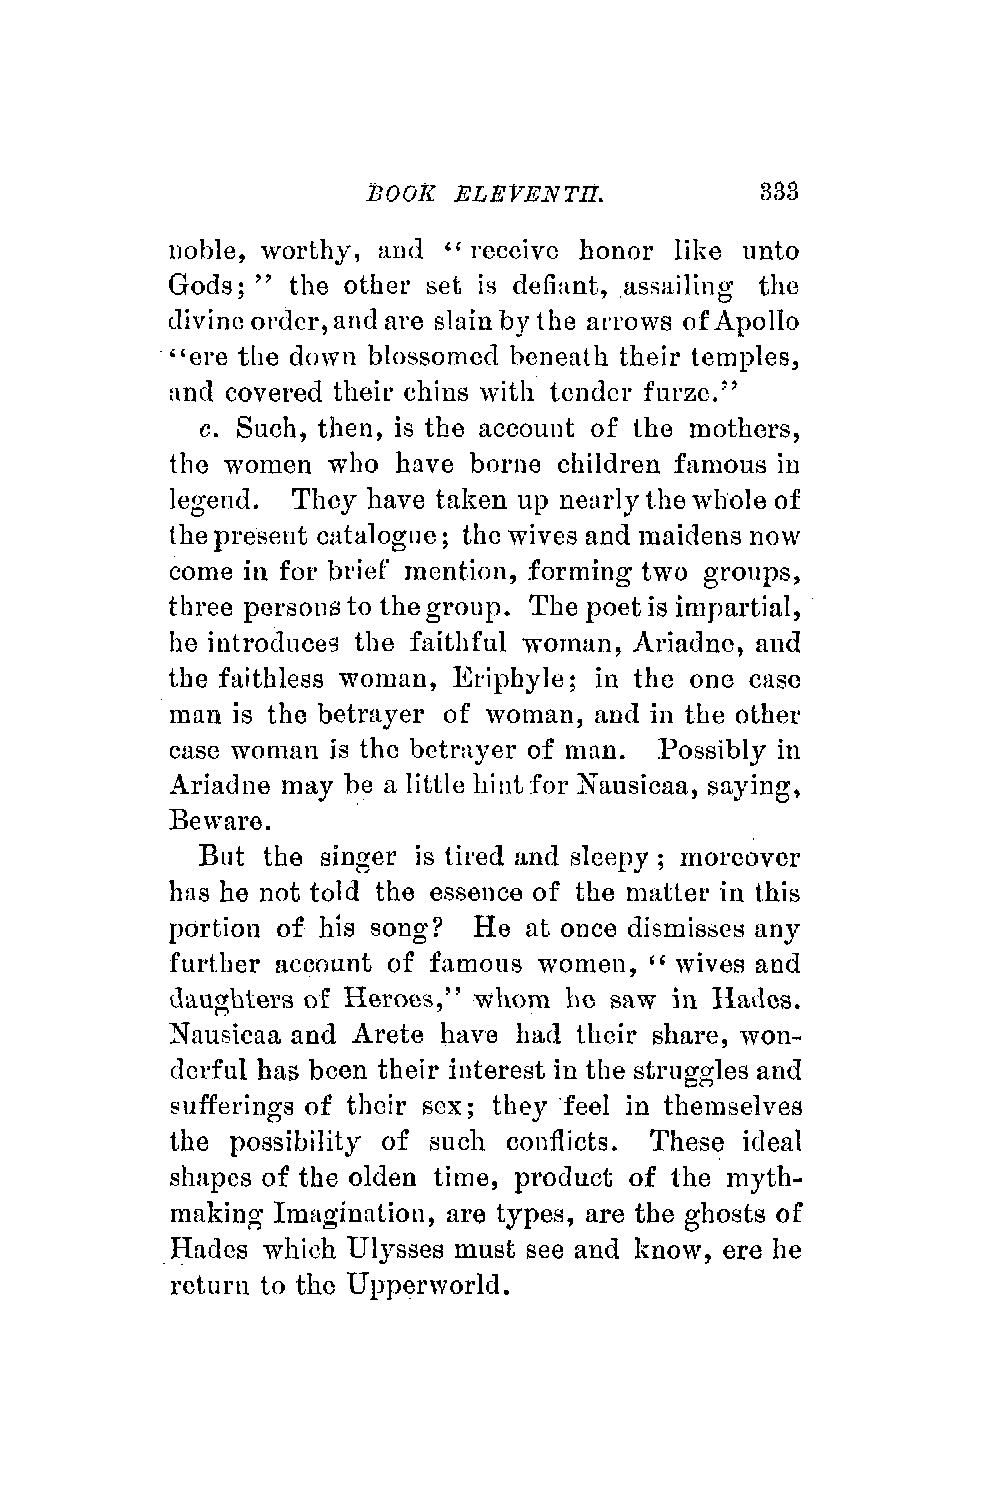 BOOK ELEVENTH. 333
noble, worthy, and “ receive honor like unto
Gods; ” the other set is defiant, assailing the
divine order, and are slain by the arrows of Apollo
“ere the down blossomed beneath their temples,
and covered their chins with tender furze.”
c. Such, then, is the account of the mothers,
the women who have borne children famous in
legend. They have taken up nearly the whole of
the present catalogue; the wives and maidens now
come in for brief mention, forming two groups,
three persons to the group. The poet is impartial,
he introduces the faithful woman, Ariadne, and
the faithless woman, Eriphyle; in the one case
man is the betrayer of woman, and in the other
case woman is the betrayer of man. Possibly in
Ariadne may be a little hint for Nausicaa, saying,
Beware.
But the singer is tired and sleepy ; moreover
has he not told the essence of the matter in this
portion of his song? He at once dismisses any
further account of famous women, “ wives and
daughters of Heroes,” whom he saw in Hades.
Nausicaa and Arete have had their share, won-
derful has been their interest in the struggles and
sufferings of their sex; they feel in themselves
the possibility of such conflicts. These ideal
shapes of the olden time, product of the myth-
making Imagination, are types, are the ghosts of
Hades which Ulysses must see and know, ere he
return to the Upperworld.